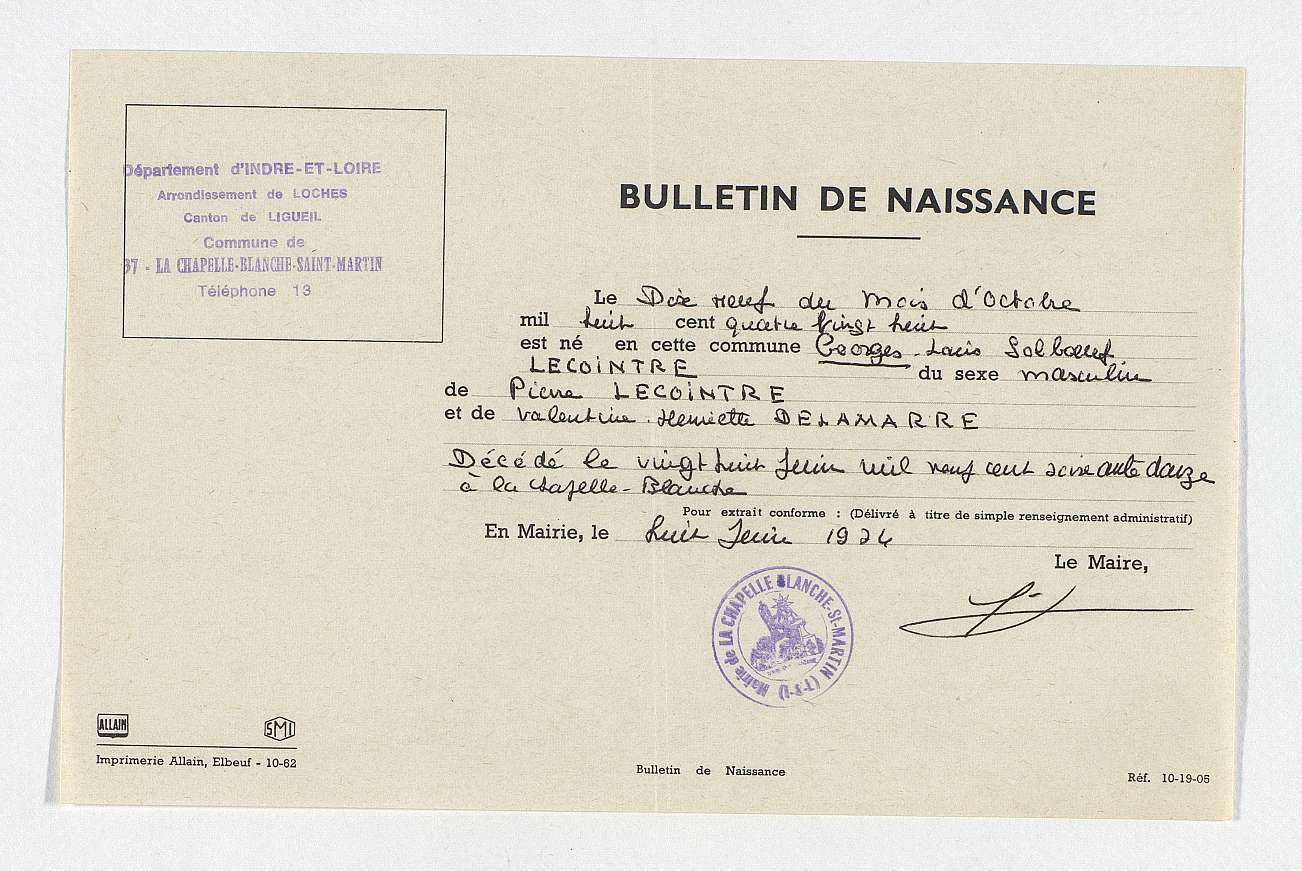 Département d'INDRE-ET-LOIRE
Arrondissement de LOCHES
Canton de LIGUEIL
Commune de
37 - LA CHAPELLE-BLANCHE-SAINT-MARTIN
Téléphone 13
BULLETIN DE NAISSANCE
Le Dix neuf du mois d'Octobre
mil huit cent quatre vingt huit
est né en cette commune Georges-Louis Solboeuf
LECOINTRE du sexe masculin
de Pierre LECOINTRE
et de Valentine-Henriette DELAMARRE
Décédé le vingt huit Juin mil neuf cent soixante douze
à La Chapelle-Blanche
Pour extrait conforme : (Délivré à titre de simple renseignement administratif)
En Mairie, le huit Juin 19
Le Maire,
Mairie de LA CHAPELLE BLANCHE-St-MARTIN (I-&-L)
ALLAIN
SMI
Imprimerie Allain, Elbeuf - 10-62
Bulletin de Naissance
Réf. 10-19-05